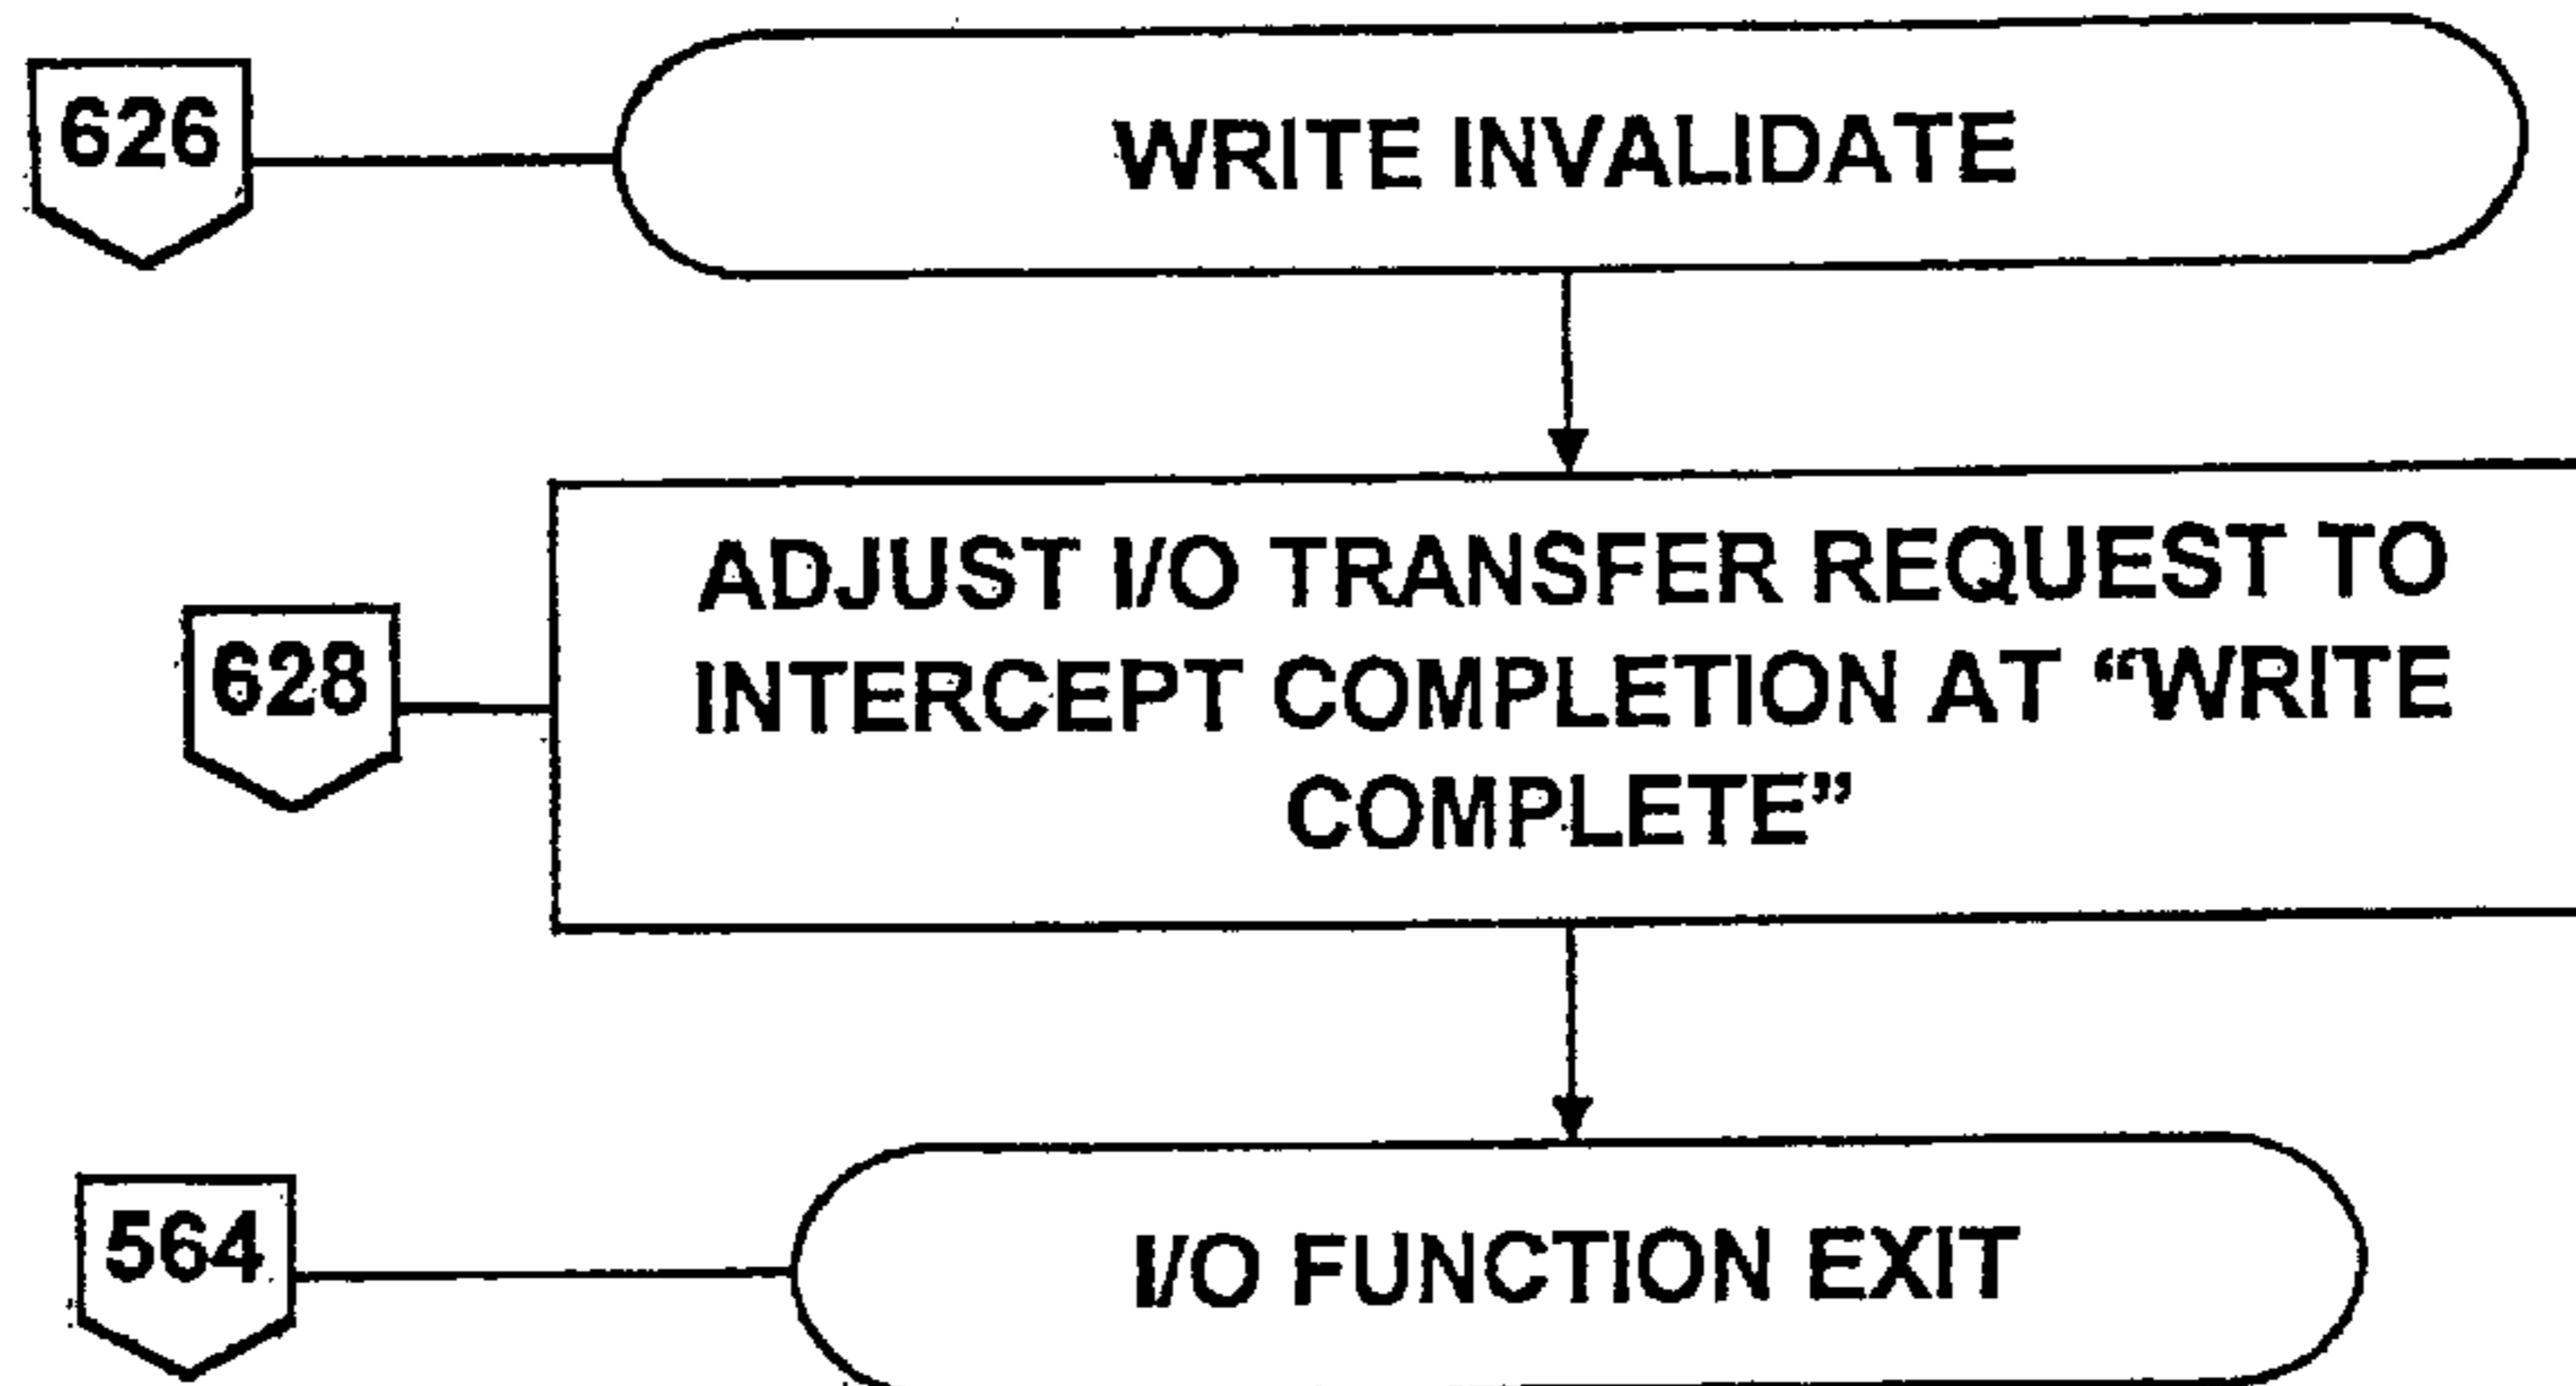 626
WRITE INVALIDATE
628
ADJUST I/O TRANSFER REQUEST TO
INTERCEPT COMPLETION AT “WRITE
COMPLETE”
564
I/O FUNCTION EXIT